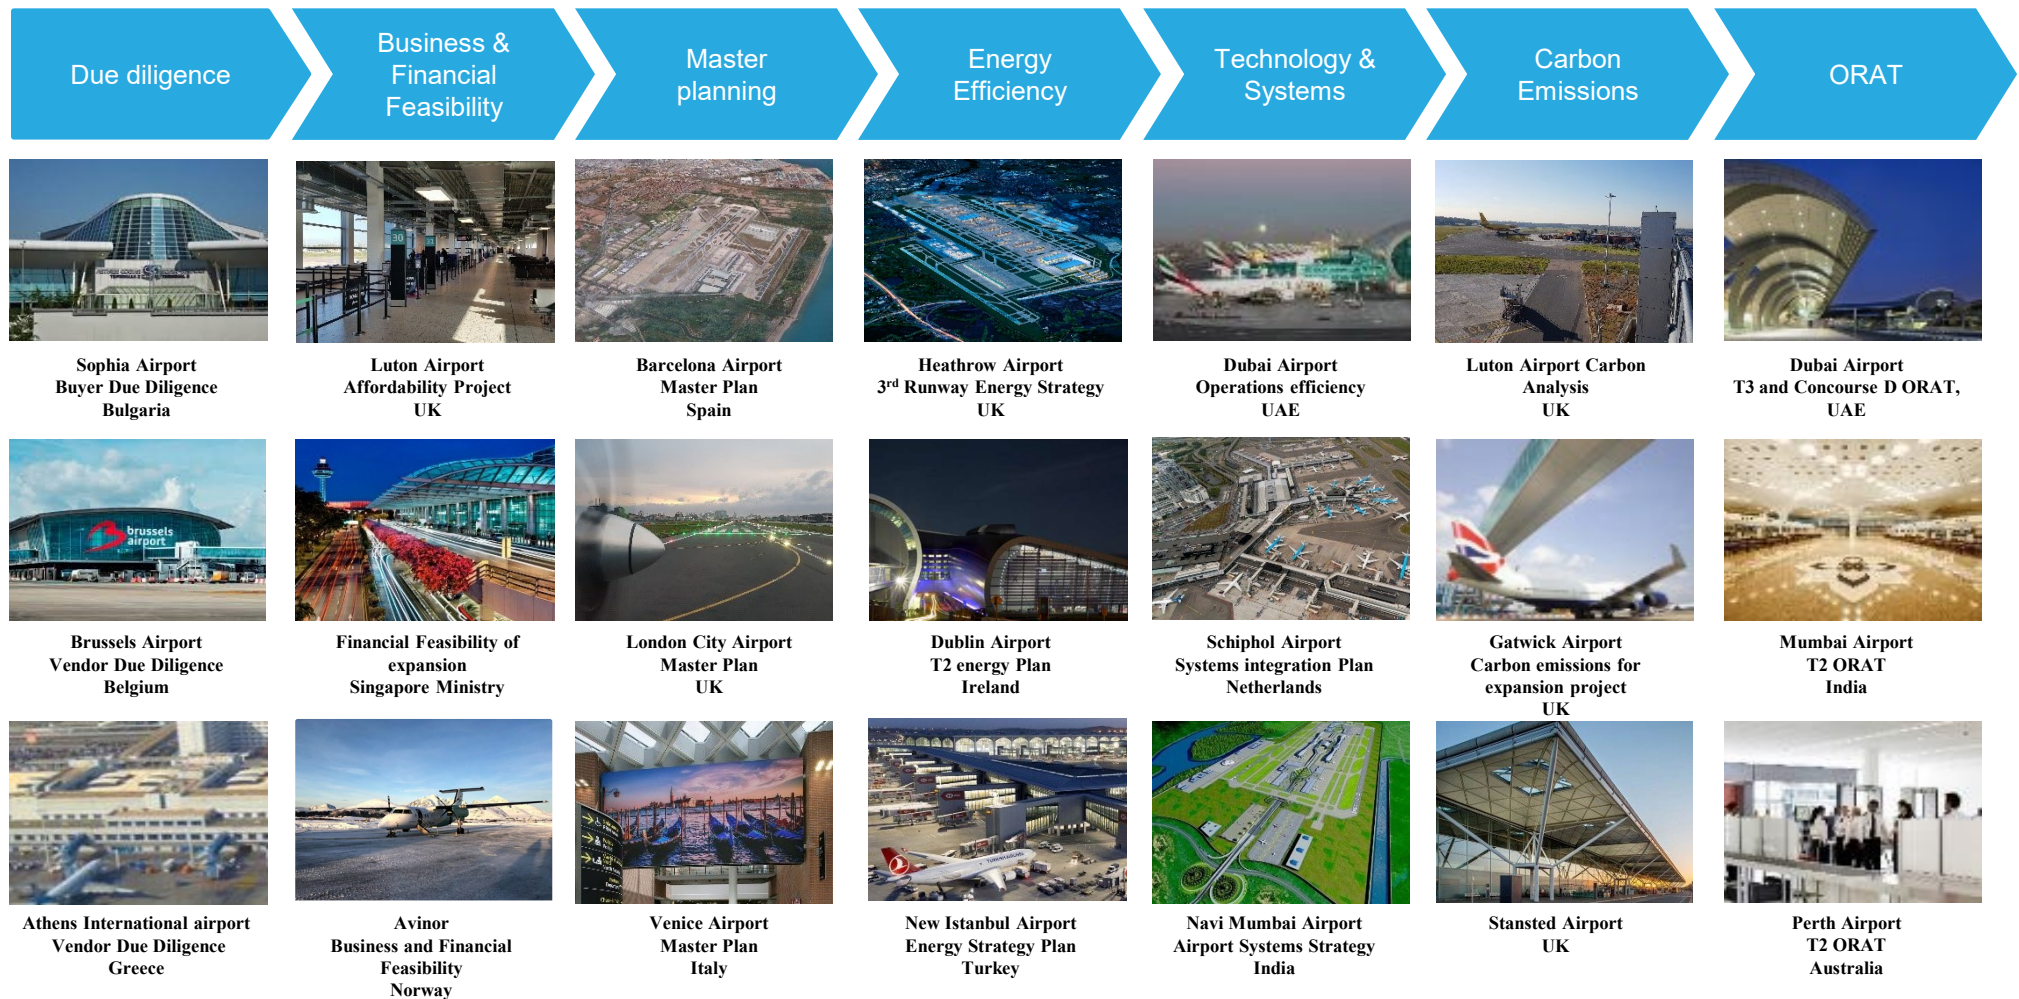 Due diligence
Business &
Financial
Feasibility
Master
planning
Energy
Efficiency
Technology &
Systems
Carbon
Emissions
ORAT
30
brussels
airport
TURKISH AIRLINES
Sophia Airport
Buyer Due Diligence
Bulgaria
Luton Airport
Affordability Project
UK
Barcelona Airport
Master Plan
Spain
Heathrow Airport
3rd Runway Energy Strategy
UK
Dubai Airport
Operations efficiency
UAE
Luton Airport Carbon
Analysis
UK
Dubai Airport
T3 and Concourse D ORAT,
UAE
Brussels Airport
Vendor Due Diligence
Belgium
Financial Feasibility of
expansion
Singapore Ministry
London City Airport
Master Plan
UK
Dublin Airport
T2 energy Plan
Ireland
Schiphol Airport
Systems integration Plan
Netherlands
Gatwick Airport
Carbon emissions for
expansion project
UK
Mumbai Airport
T2 ORAT
India
Athens International airport
Vendor Due Diligence
Greece
Avinor
Business and Financial
Feasibility
Norway
Venice Airport
Master Plan
Italy
New Istanbul Airport
Energy Strategy Plan
Turkey
Navi Mumbai Airport
Airport Systems Strategy
India
Stansted Airport
UK
Perth Airport
T2 ORAT
Australia